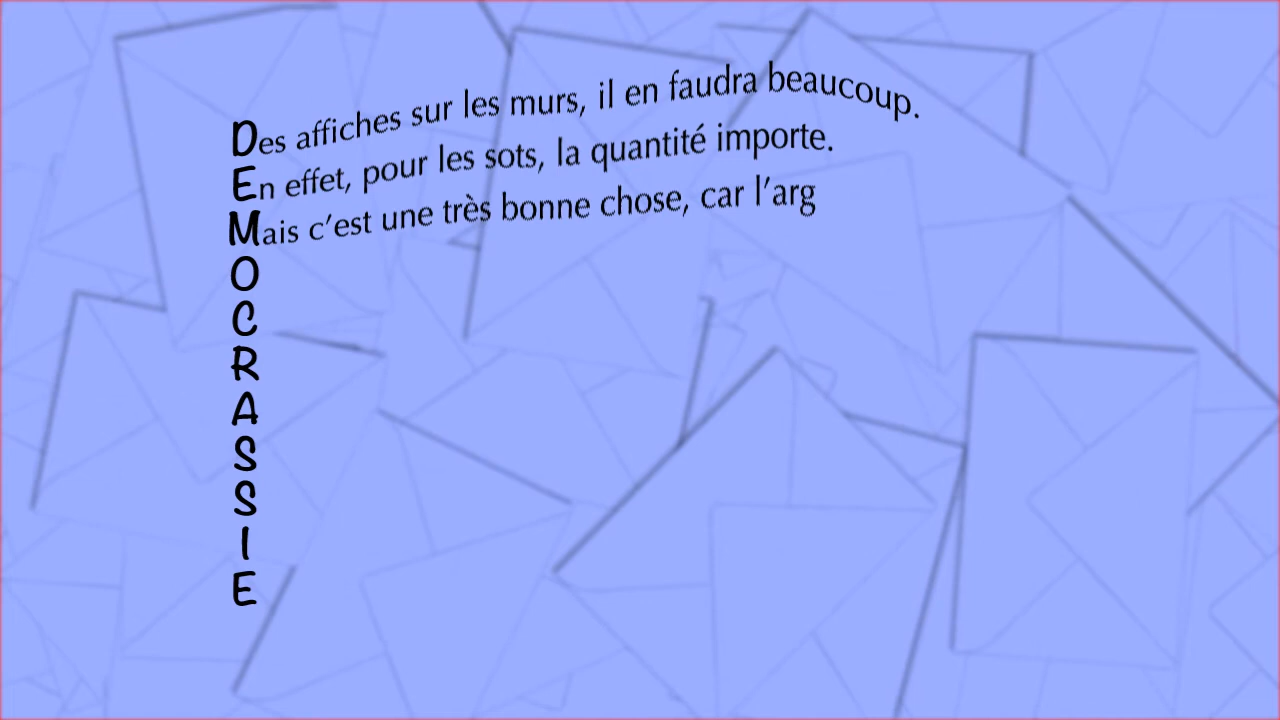 Des affiches sur les murs, il en faudra beaucoup.
En effet, pour les sots, la quantité importe.
Mais c’est une très bonne chose, car l’arg
O
C
R
A
S
S
I
E